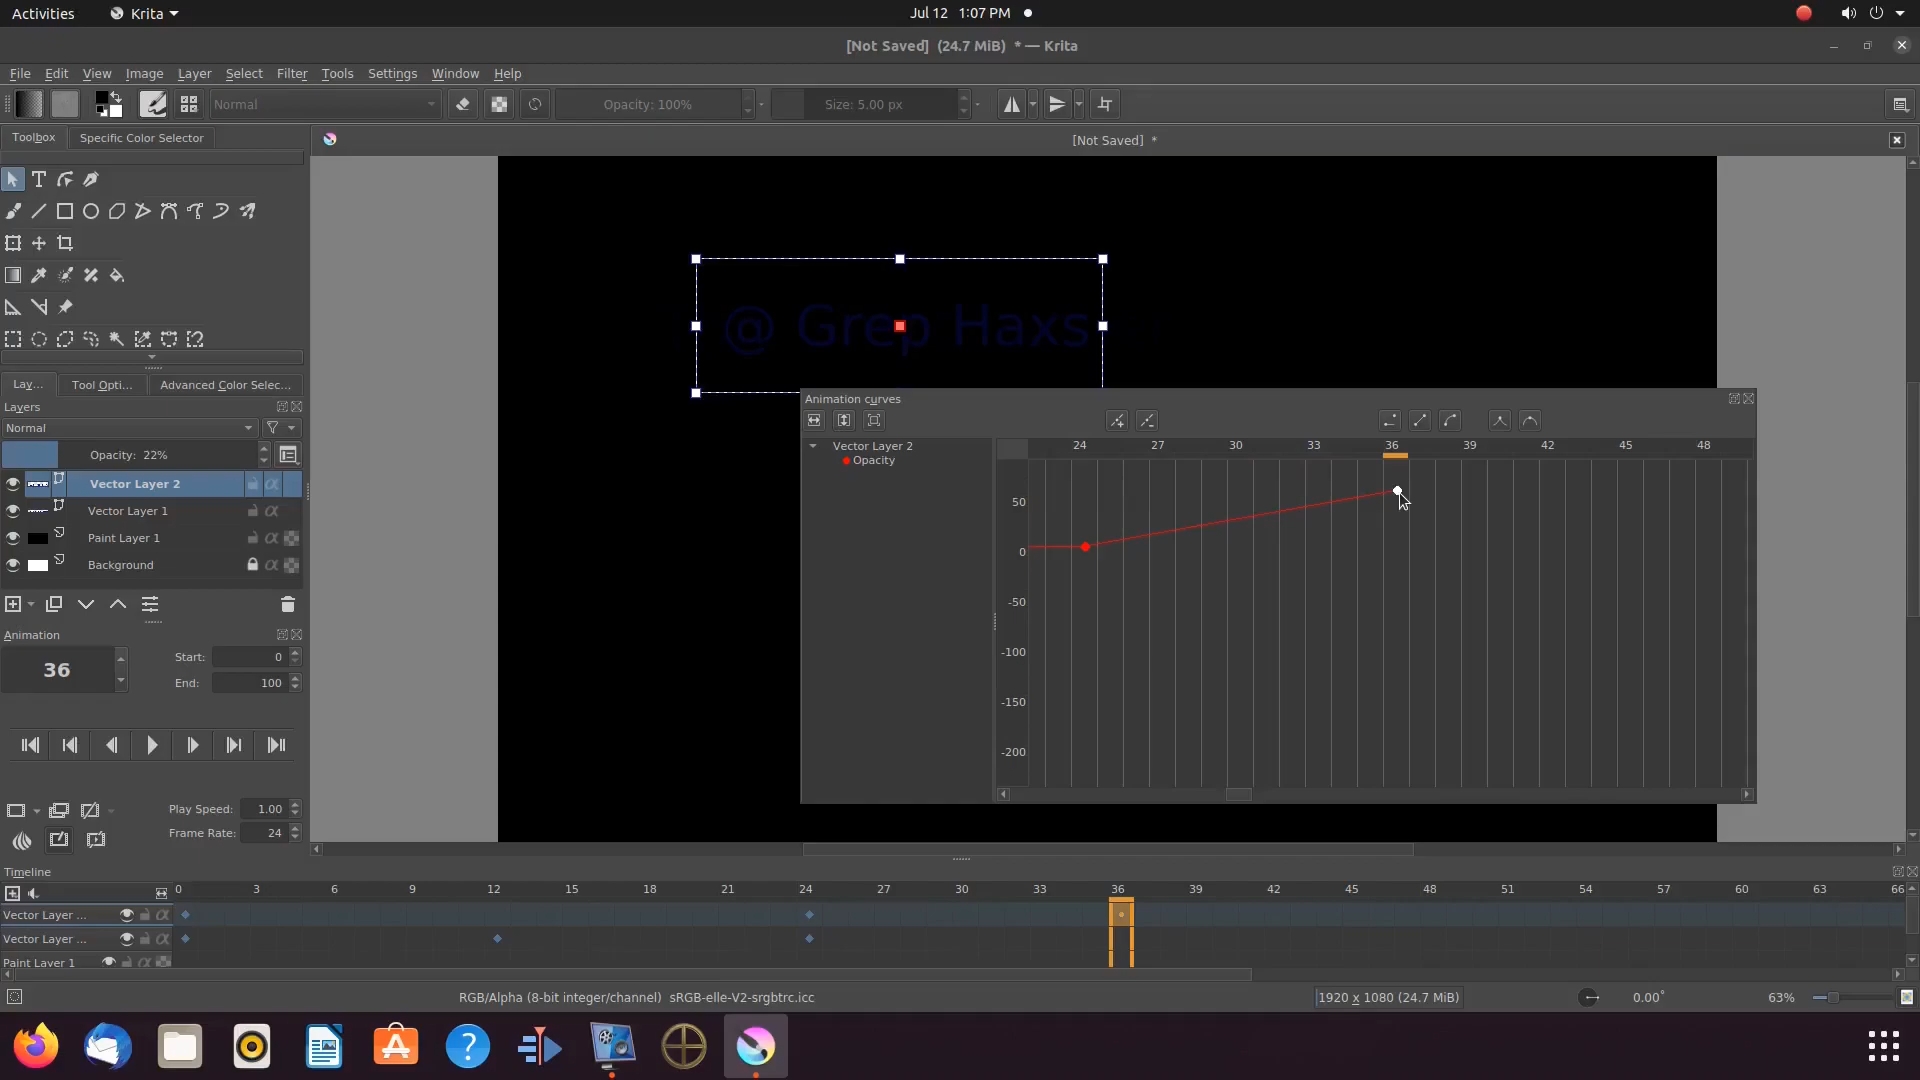 Activities Krita Jul 12 1:07 PM
[Not Saved] (24.7 MiB) * — Krita
File Edit View Image Layer Select Filter Tools Settings Window Help
Normal Opacity: 100% Size: 5.00 px
Toolbox Specific Color Selector
[Not Saved] *
@ Grep Haxs
Lay... Tool Opti... Advanced Color Selec...
Layers
Normal
Opacity: 22%
Vector Layer 2
Vector Layer 1
Paint Layer 1
Background
Animation curves
Vector Layer 2
Opacity
24 27 30 33 36 39 42 45 48
50
0
-50
-100
-150
-200
Animation
36
Start: 0
End: 100
Play Speed: 1.00
Frame Rate: 24
Timeline
0 3 6 9 12 15 18 21 24 27 30 33 36 39 42 45 48 51 54 57 60 63 66
Vector Layer ...
Vector Layer ...
Paint Layer 1
RGB/Alpha (8-bit integer/channel) sRGB-elle-V2-srgbtrc.icc 1920 x 1080 (24.7 MiB) 0.00° 63%